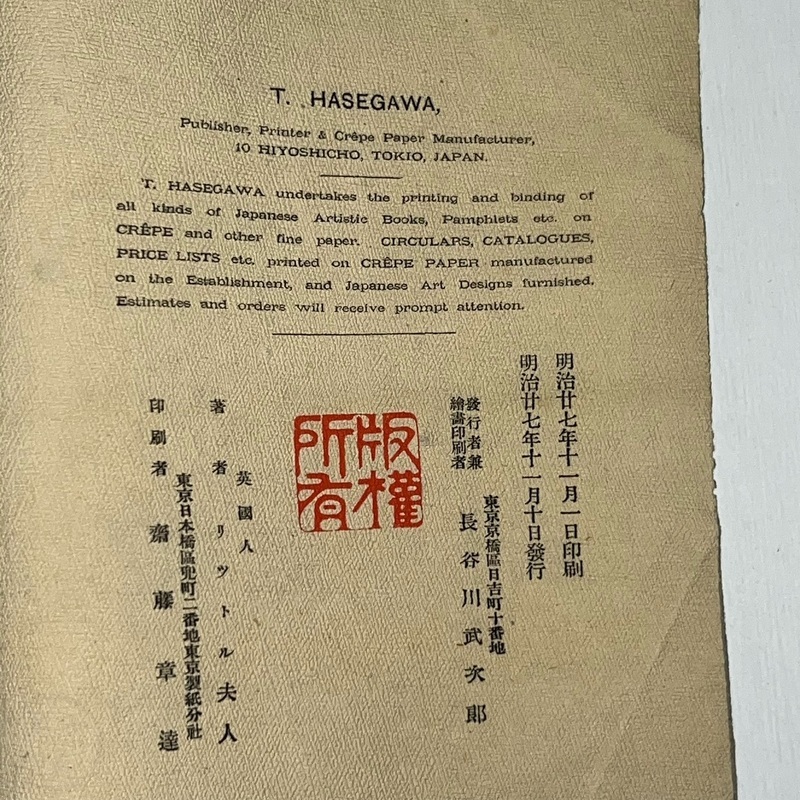 T. HASEGAWA,
Publisher, Printer & Crêpe Paper Manufacturer,
10 HIYOSHICHO, TOKIO, JAPAN.
T. HASEGAWA undertakes the printing and binding of
all kinds of Japanese Artistic Books, Pamphlets etc. on
CRÊPE and other fine paper. CIRCULARS, CATALOGUES,
PRICE LISTS etc. printed on CRÊPE PAPER manufactured
on the Establishment, and Japanese Art Designs furnished.
Estimates and orders will receive prompt attention.
明治廿七年十一月一日印刷
明治廿七年十一月十日發行
東京京橋區日吉町十番地
發行者兼
繪畫印刷者
長谷川武次郎
版權
所有
英國人
著者 リツトル夫人
東京日本橋區兜町二番地東京製紙分社
印刷者 齋藤章達